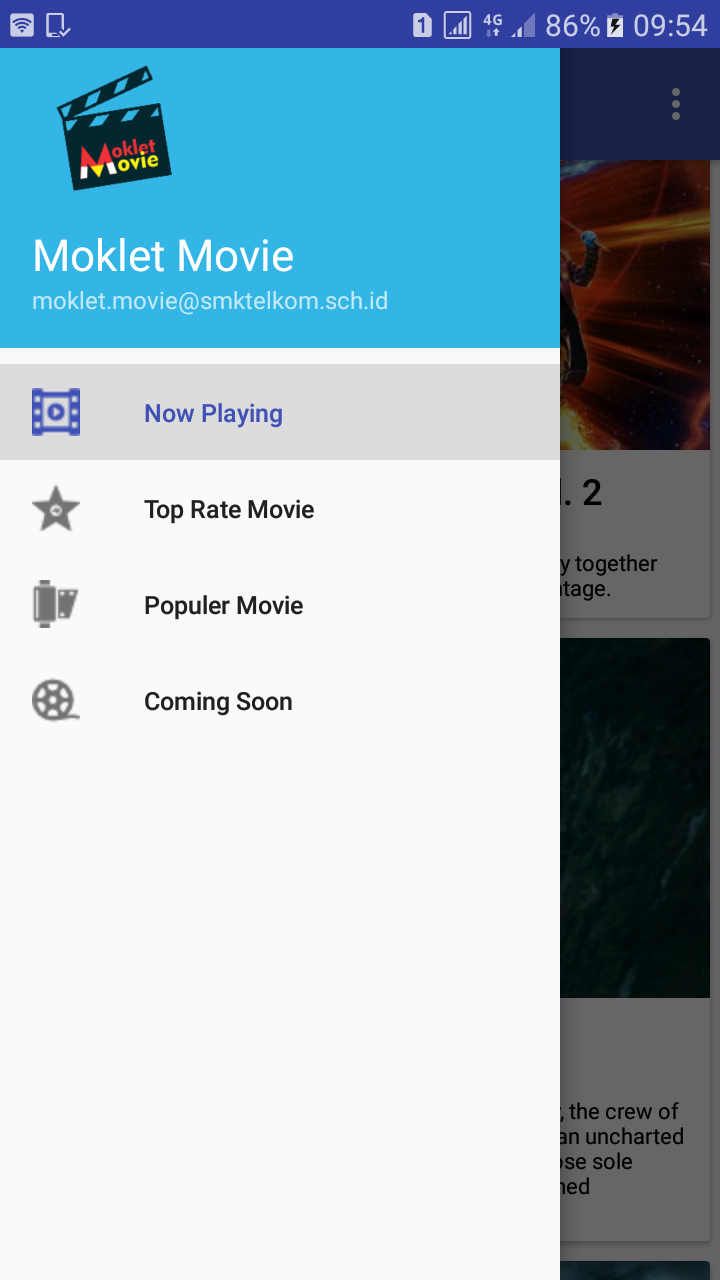 1 4G 86% 09:54
Moklet
Movie
Moklet Movie
moklet.movie@smktelkom.sch.id
Now Playing
Top Rate Movie
Populer Movie
Coming Soon
. 2
y together
tage.
, the crew of
an uncharted
ose sole
ned